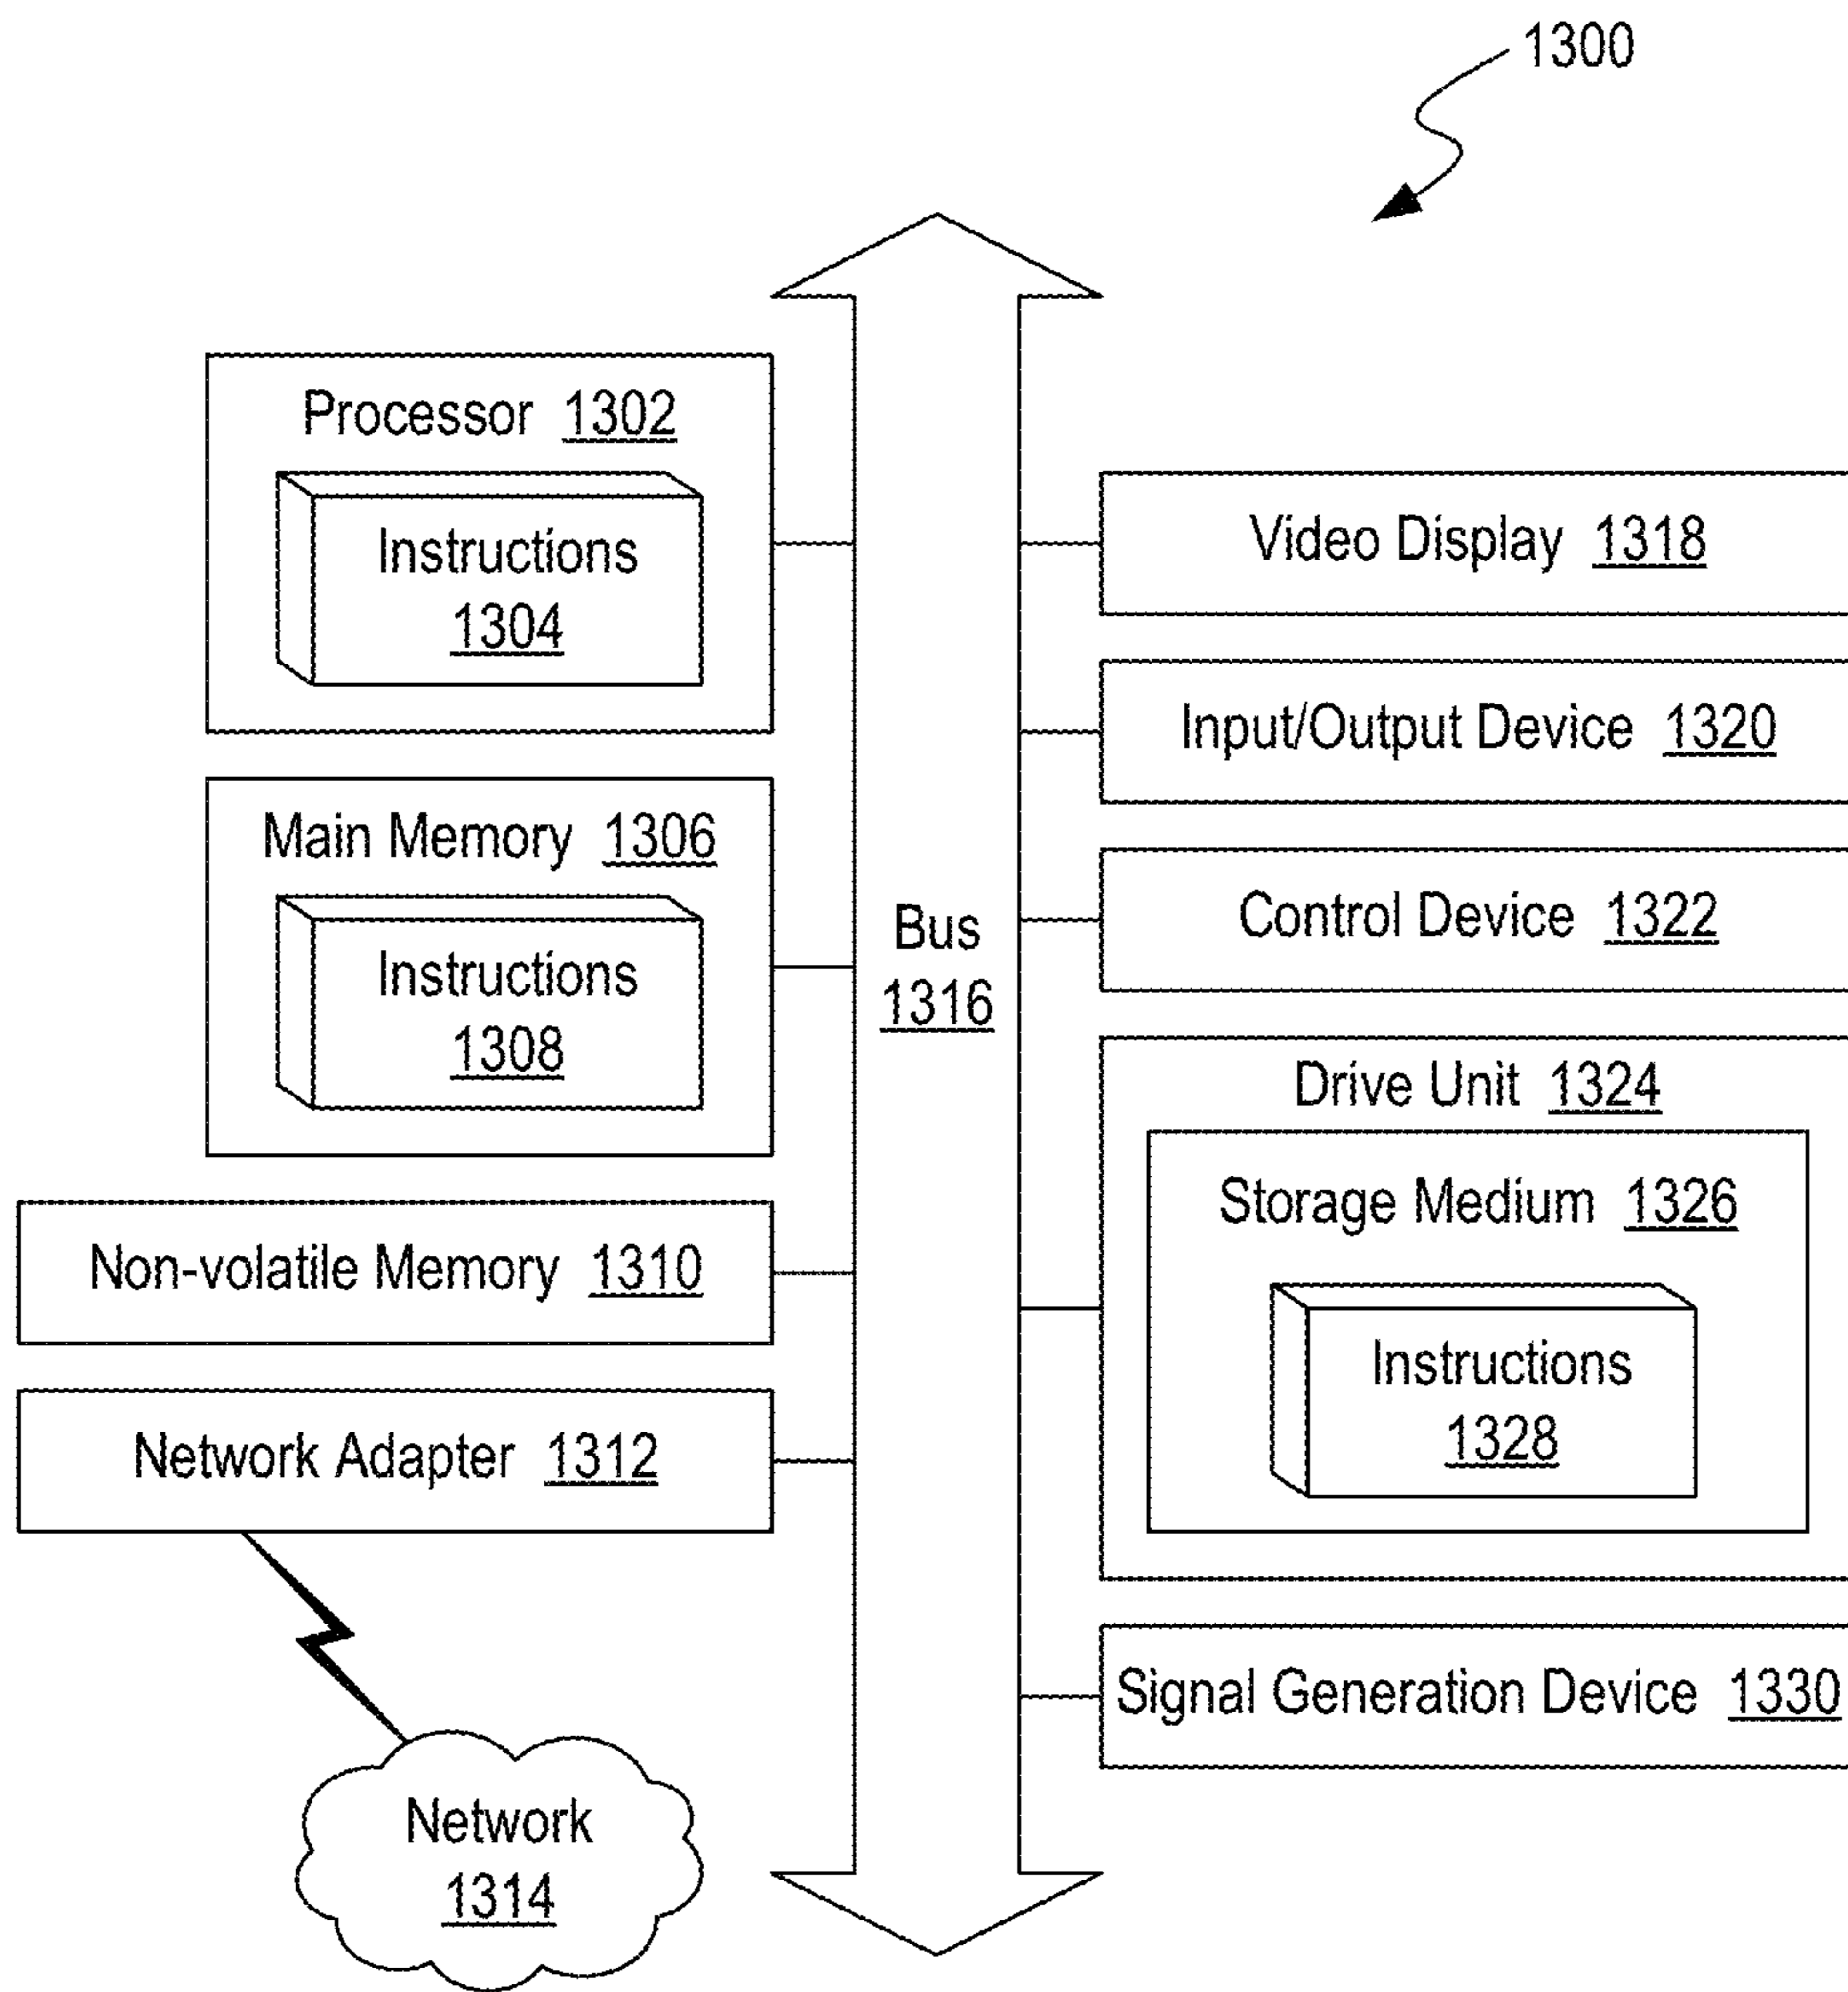 1300
Processor 1302
Instructions
1304
Main Memory 1306
Instructions
1308
Non-volatile Memory 1310
Network Adapter 1312
Network
1314
Bus
1316
Video Display 1318
Input/Output Device 1320
Control Device 1322
Drive Unit 1324
Storage Medium 1326
Instructions
1328
Signal Generation Device 1330